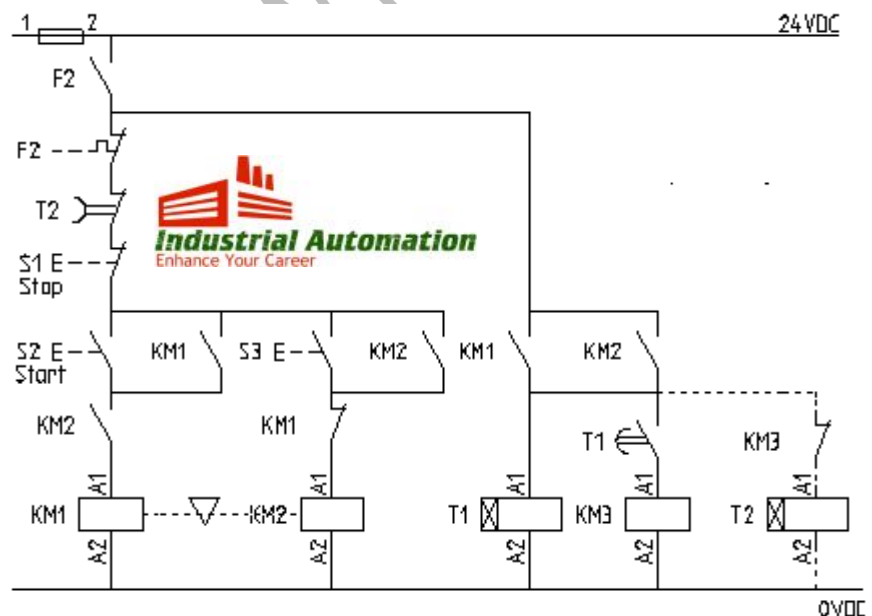 1 2 24VDC
F2
F2
T2
Industrial Automation
Enhance Your Career
S1 E
Stop
S2 E KM1 S3 E KM2 KM1 KM2
Start
KM2 KM1 T1 KM3
A1 A1 A1 A1 A1
KM1 KM2 T1 KM3 T2
A2 A2 A2 A2 A2
0VDC